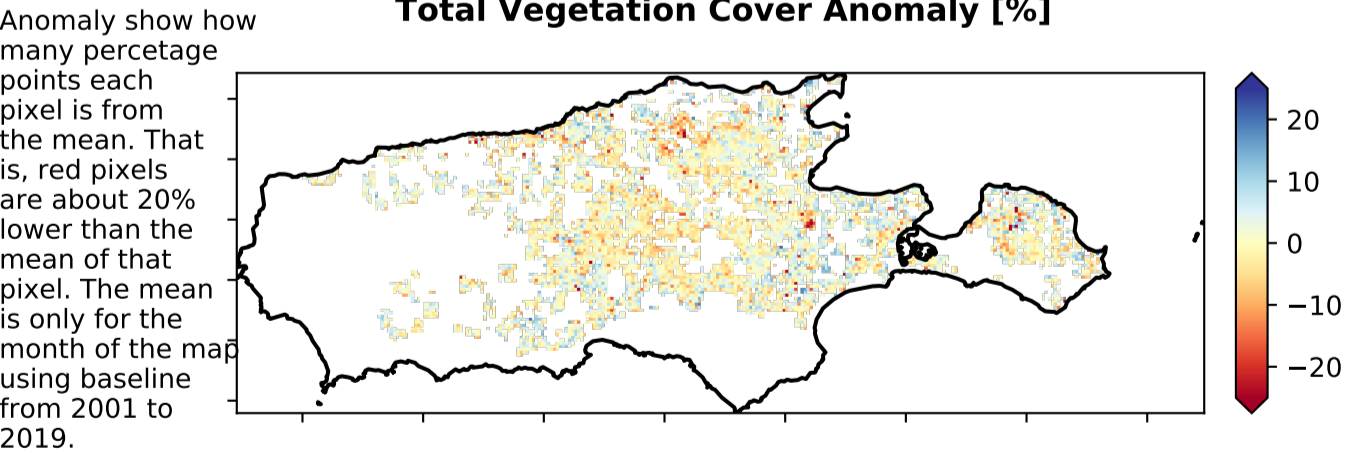 Total Vegetation Cover Anomaly [%]
Anomaly show how
many percetage
points each
pixel is from
the mean. That
is, red pixels
are about 20%
lower than the
mean of that
pixel. The mean
is only for the
month of the map
using baseline
from 2001 to
2019.
20
10
0
−10
−20